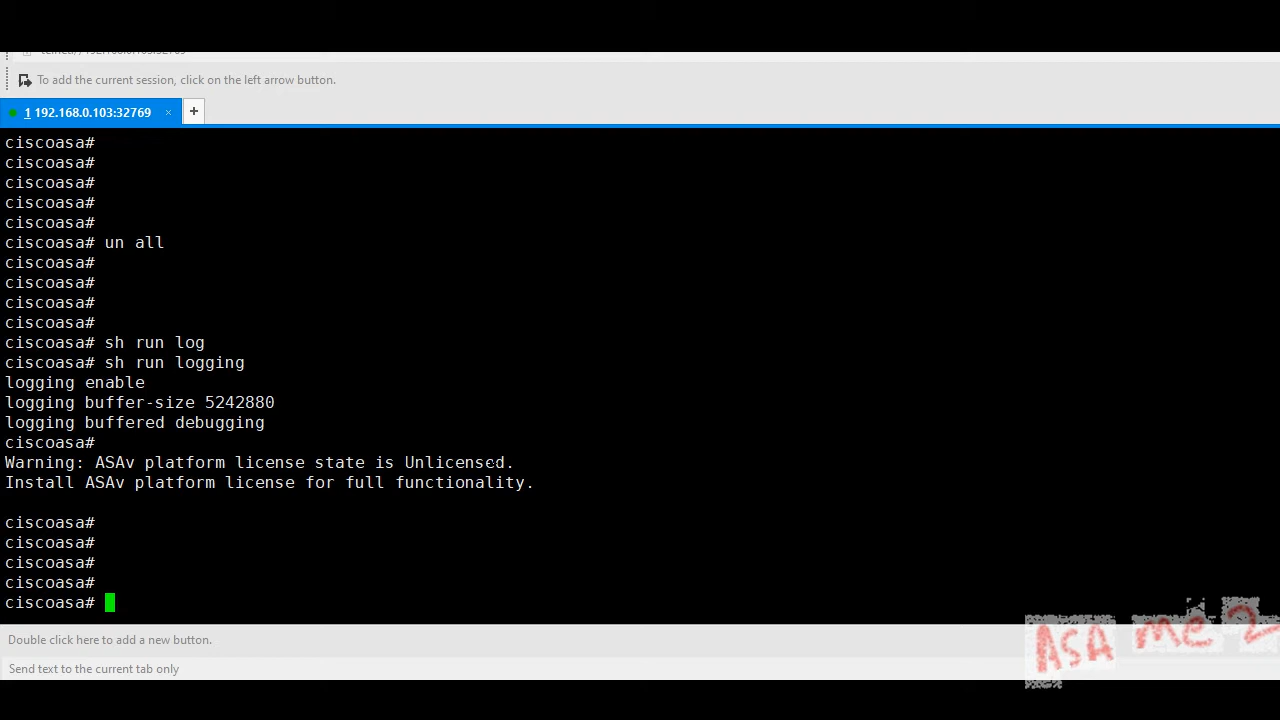 To add the current session, click on the left arrow button.
1 192.168.0.103:32769 × +
ciscoasa#
ciscoasa#
ciscoasa#
ciscoasa#
ciscoasa#
ciscoasa# un all
ciscoasa#
ciscoasa#
ciscoasa#
ciscoasa#
ciscoasa# sh run log
ciscoasa# sh run logging
logging enable
logging buffer-size 5242880
logging buffered debugging
ciscoasa#
Warning: ASAv platform license state is Unlicensed.
Install ASAv platform license for full functionality.
ciscoasa#
ciscoasa#
ciscoasa#
ciscoasa#
ciscoasa#
ASA me 2
Double click here to add a new button.
Send text to the current tab only